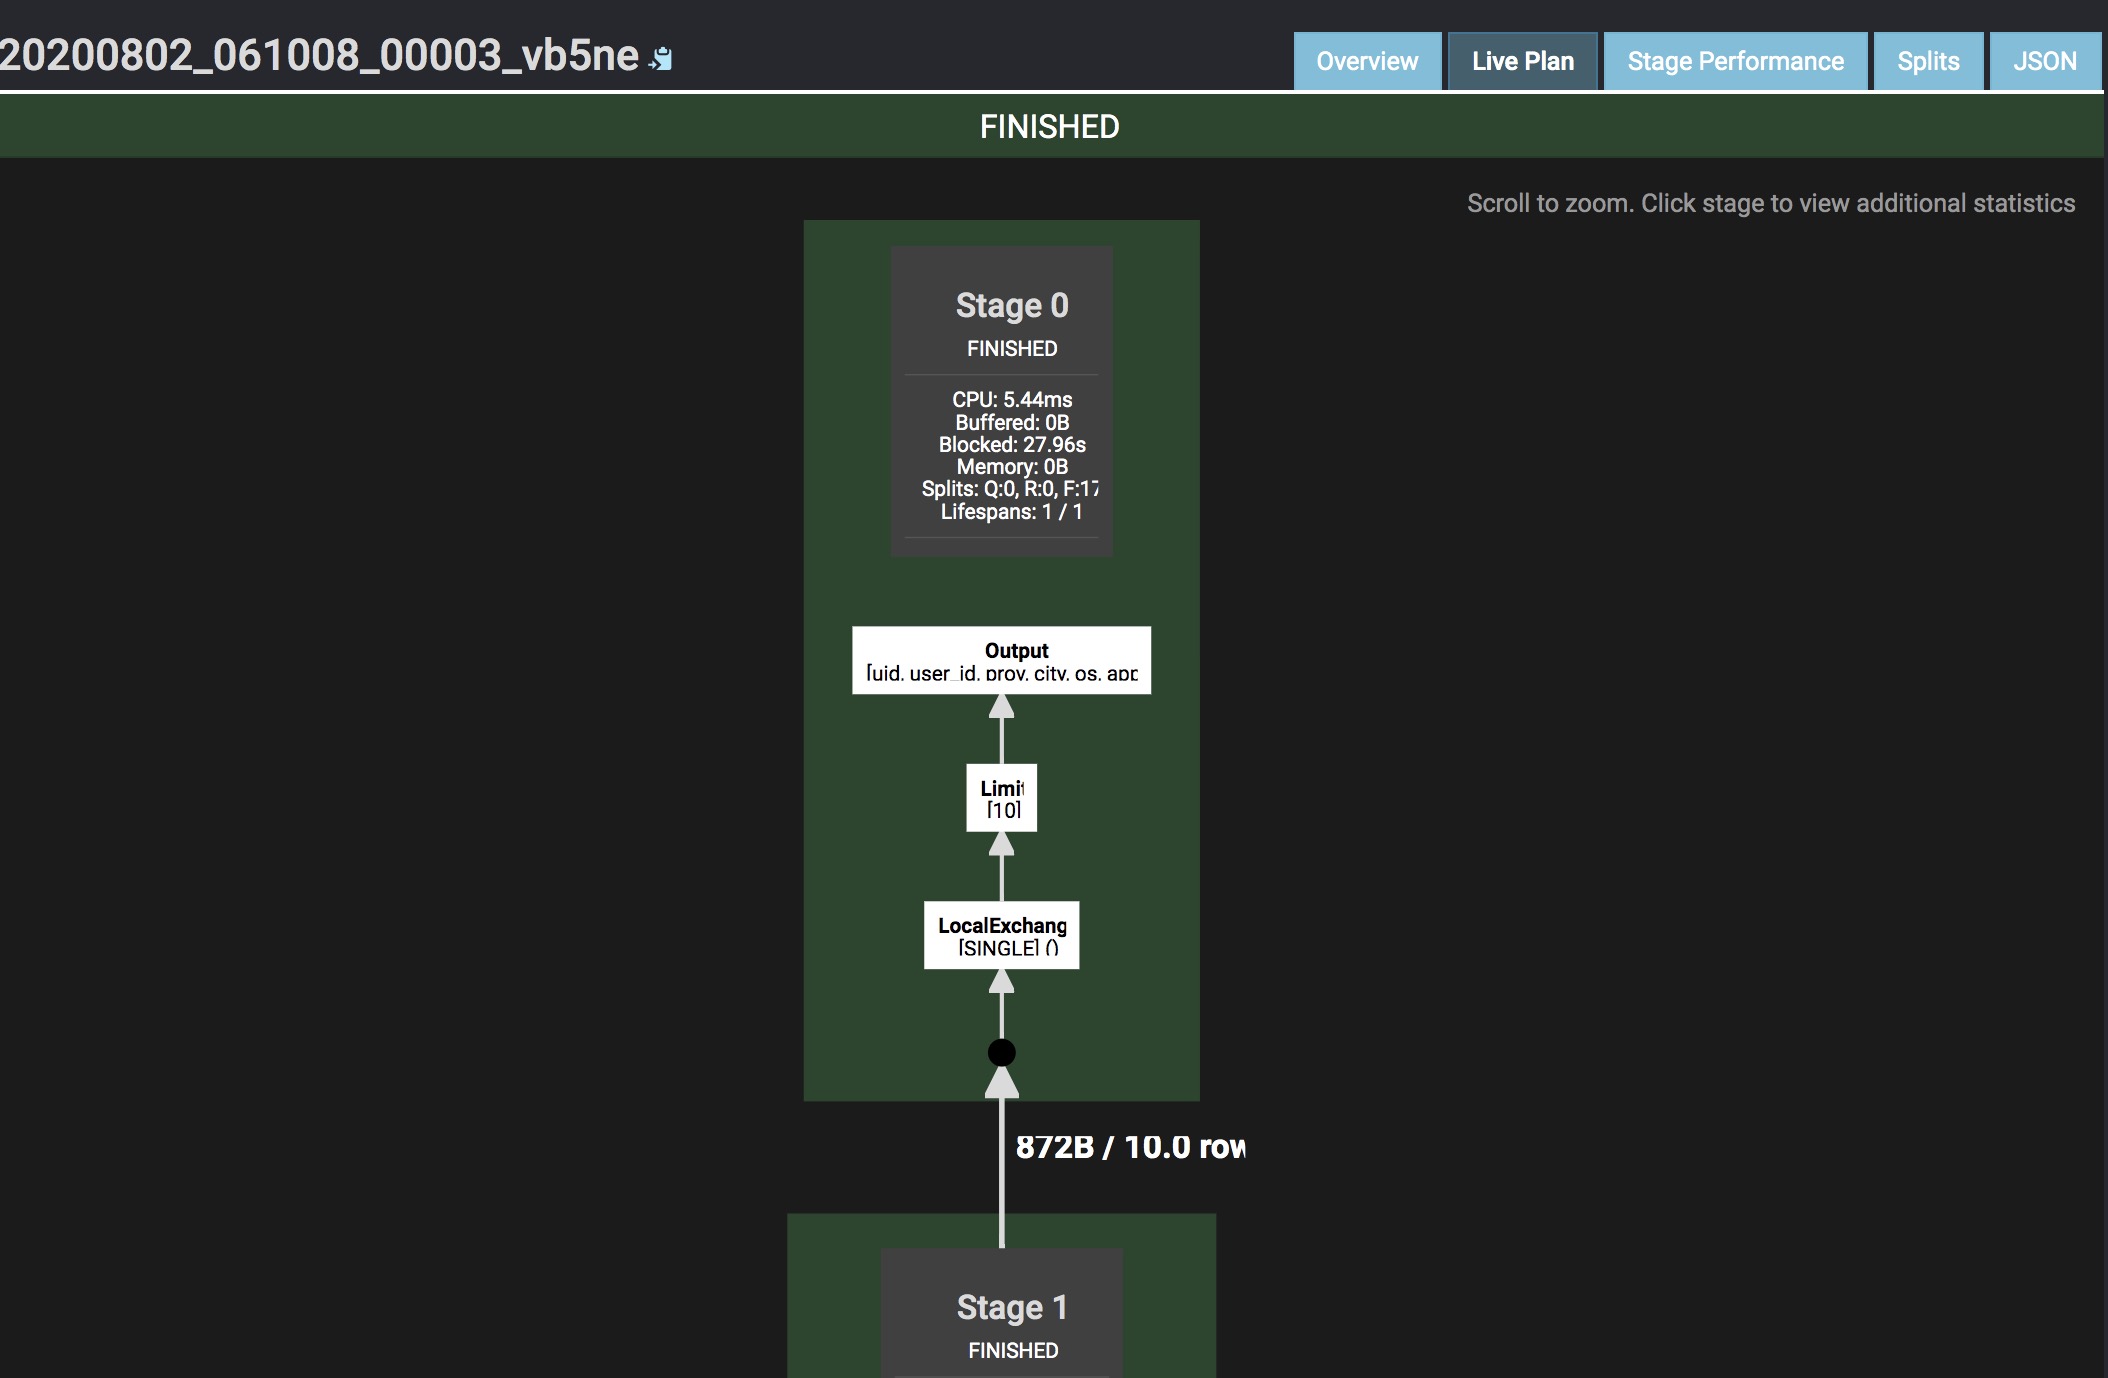 20200802_061008_00003_vb5ne
Overview
Live Plan
Stage Performance
Splits
JSON
FINISHED
Scroll to zoom. Click stage to view additional statistics
Stage 0
FINISHED
CPU: 5.44ms
Buffered: 0B
Blocked: 27.96s
Memory: 0B
Splits: Q:0, R:0, F:17
Lifespans: 1 / 1
Output
[uid, user_id, prov, city, os, app
Limit
[10]
LocalExchang
[SINGLE] ()
872B / 10.0 row
Stage 1
FINISHED